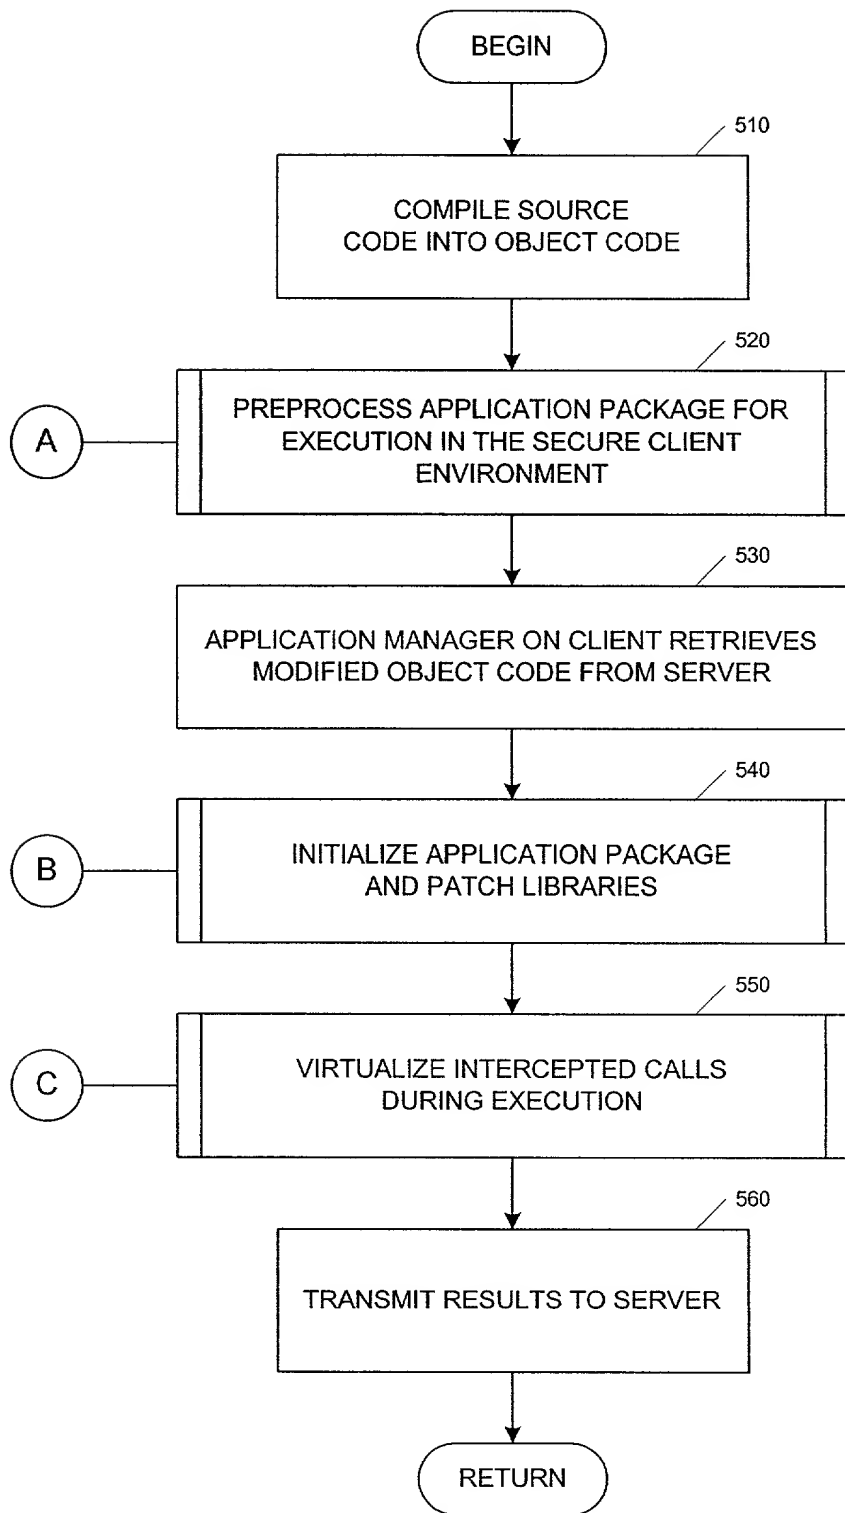 BEGIN
510
COMPILE SOURCE
CODE INTO OBJECT CODE
520
A
PREPROCESS APPLICATION PACKAGE FOR
EXECUTION IN THE SECURE CLIENT
ENVIRONMENT
530
APPLICATION MANAGER ON CLIENT RETRIEVES
MODIFIED OBJECT CODE FROM SERVER
540
B
INITIALIZE APPLICATION PACKAGE
AND PATCH LIBRARIES
550
C
VIRTUALIZE INTERCEPTED CALLS
DURING EXECUTION
560
TRANSMIT RESULTS TO SERVER
RETURN